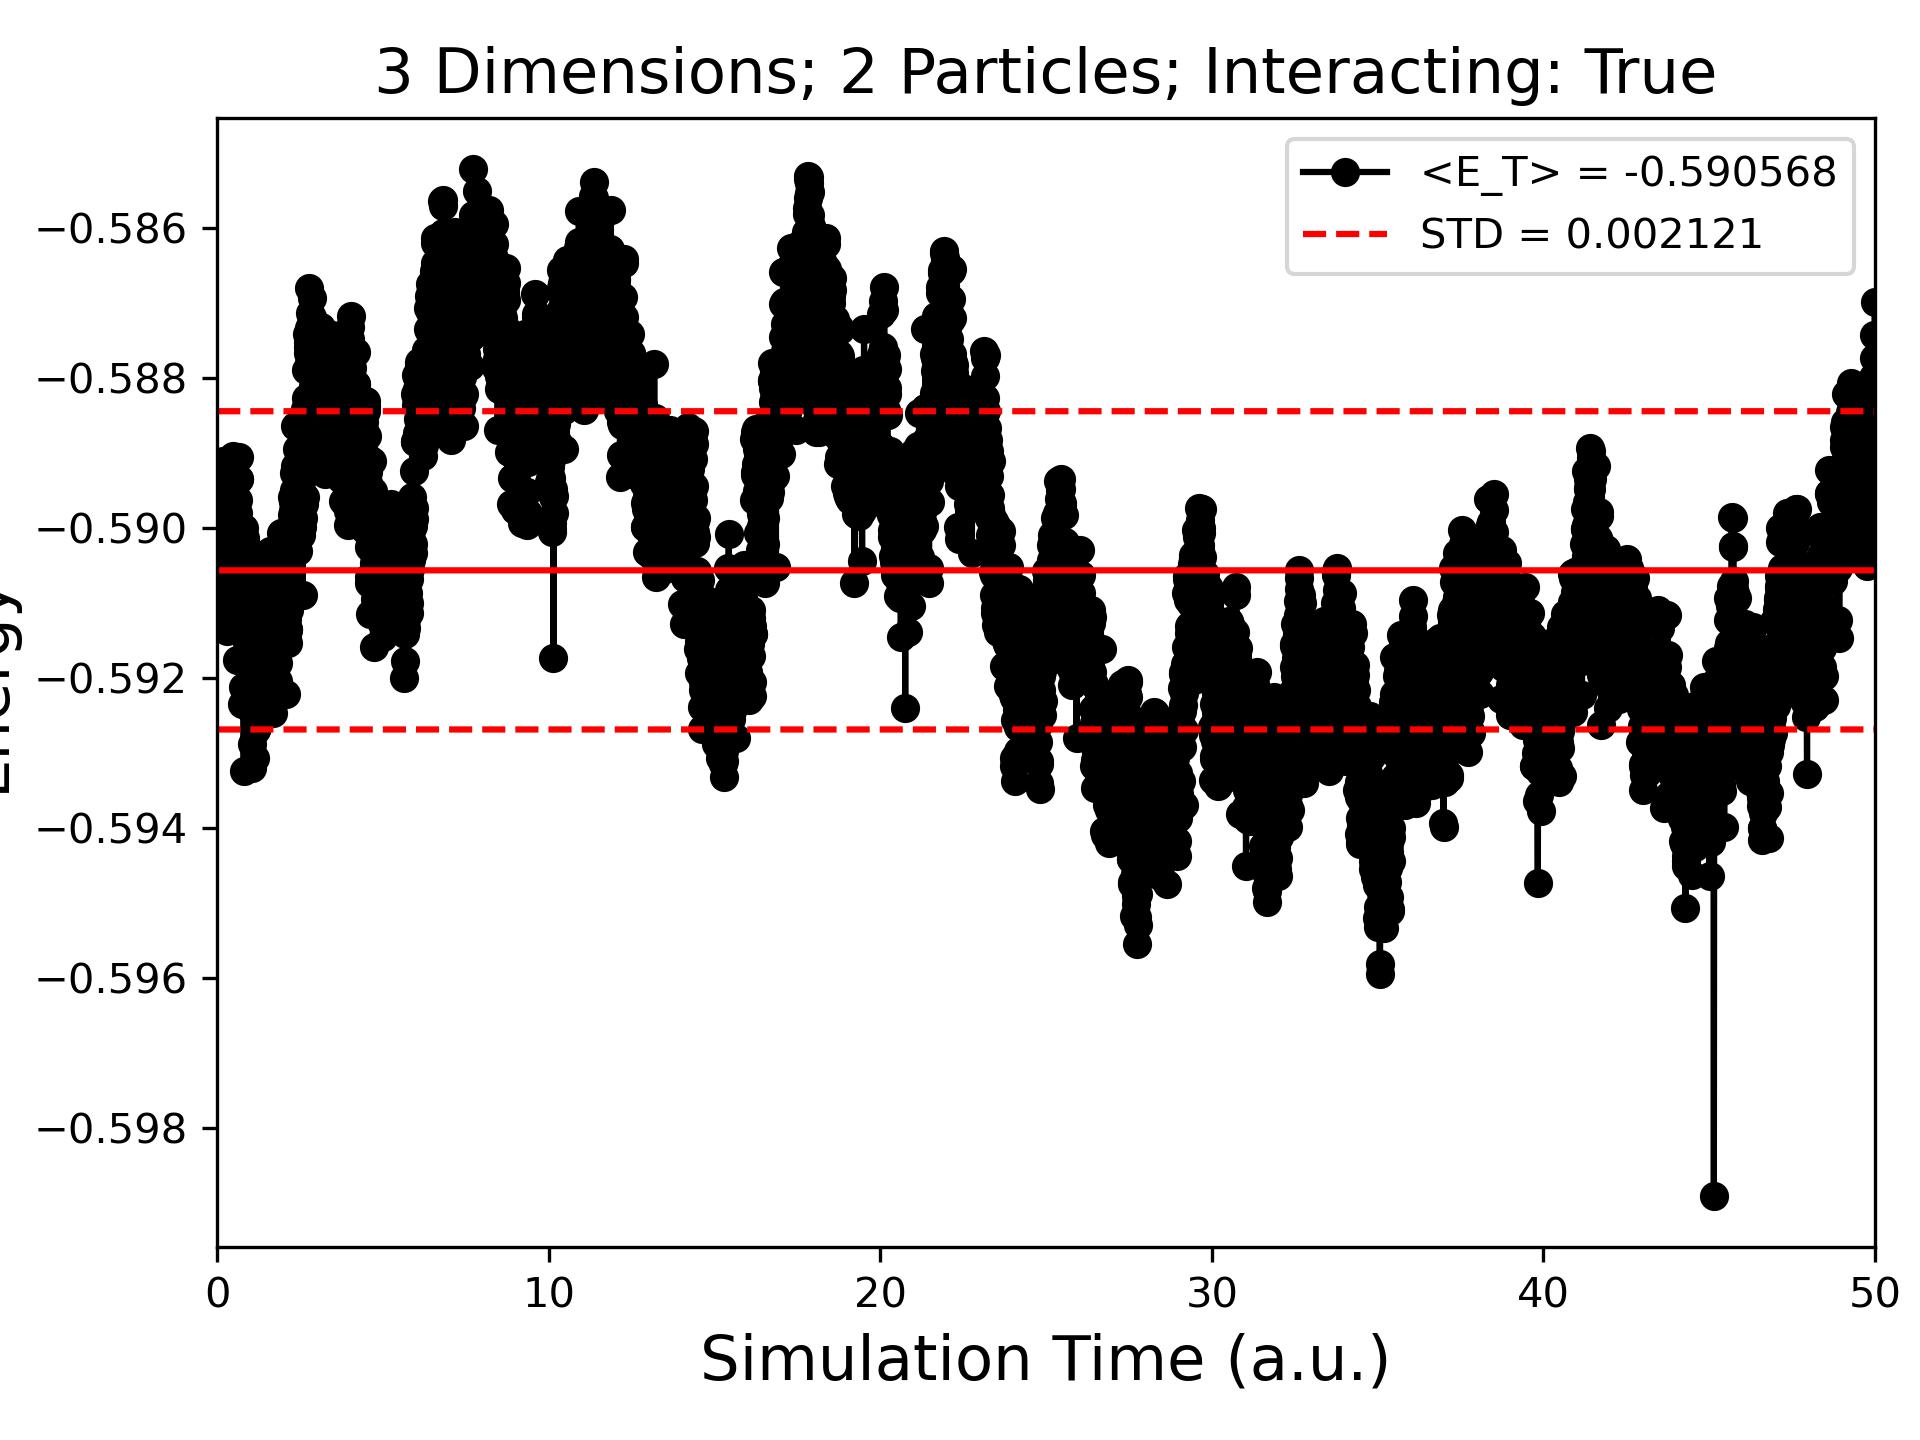 3 Dimensions; 2 Particles; Interacting: True
<E_T> = -0.590568
STD = 0.002121
−0.586
−0.588
−0.590
−0.592
−0.594
−0.596
−0.598
Energy
0 10 20 30 40 50
Simulation Time (a.u.)